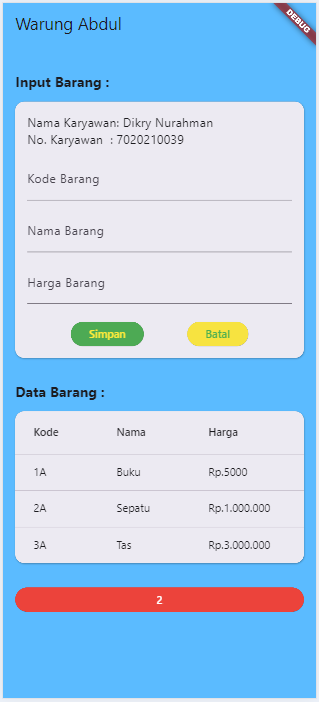 Warung Abdul
DEBUG
Input Barang :
Nama Karyawan: Dikry Nurahman
No. Karyawan  : 7020210039
Kode Barang
Nama Barang
Harga Barang
Simpan Batal
Data Barang :
Kode Nama Harga
1A Buku Rp.5000
2A Sepatu Rp.1.000.000
3A Tas Rp.3.000.000
2